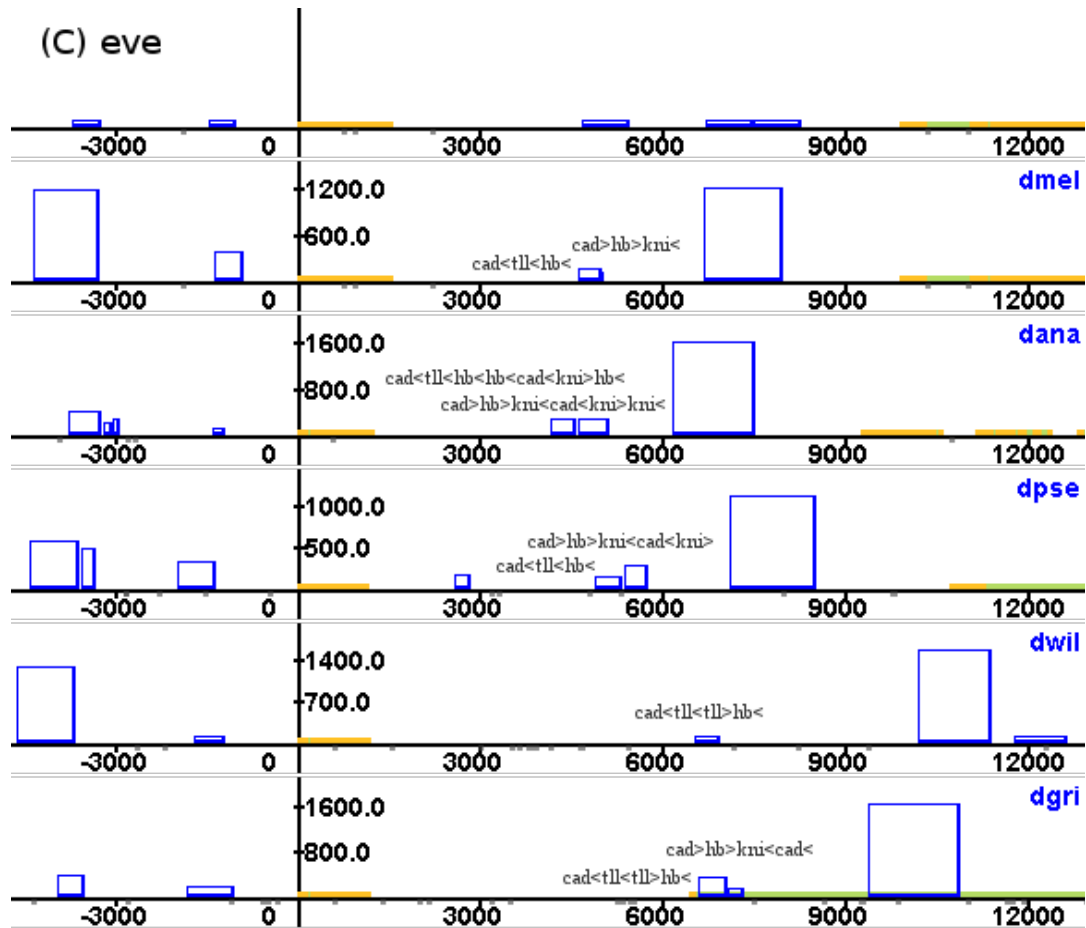 (C) eve
-3000 0 3000 6000 9000 12000
dmel
1200.0
600.0
cad>hb>kni<
cad<tll<hb<
-3000 0 3000 6000 9000 12000
dana
1600.0
800.0
cad<tll<hb<hb<cad<kni>hb<
cad>hb>kni<cad<kni>kni<
-3000 0 3000 6000 9000 12000
dpse
1000.0
500.0
cad>hb>kni<cad<kni>
cad<tll<hb<
-3000 0 3000 6000 9000 12000
dwil
1400.0
700.0
cad<tll<tll>hb<
-3000 0 3000 6000 9000 12000
dgri
1600.0
800.0
cad>hb>kni<cad<
cad<tll<tll>hb<
-3000 0 3000 6000 9000 12000